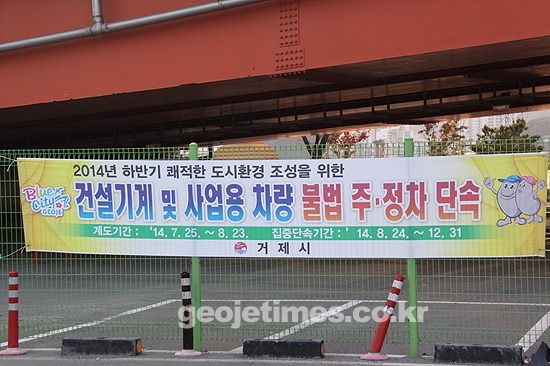 2014년 하반기 쾌적한 도시환경 조성을 위한
Blue City GEOJE
건설기계 및 사업용 차량 불법 주·정차 단속
계도기간 : '14. 7. 25. ~ 8. 23. 집중단속기간 : ' 14. 8. 24. ~ 12. 31
거 제 시
geojetimes.co.kr